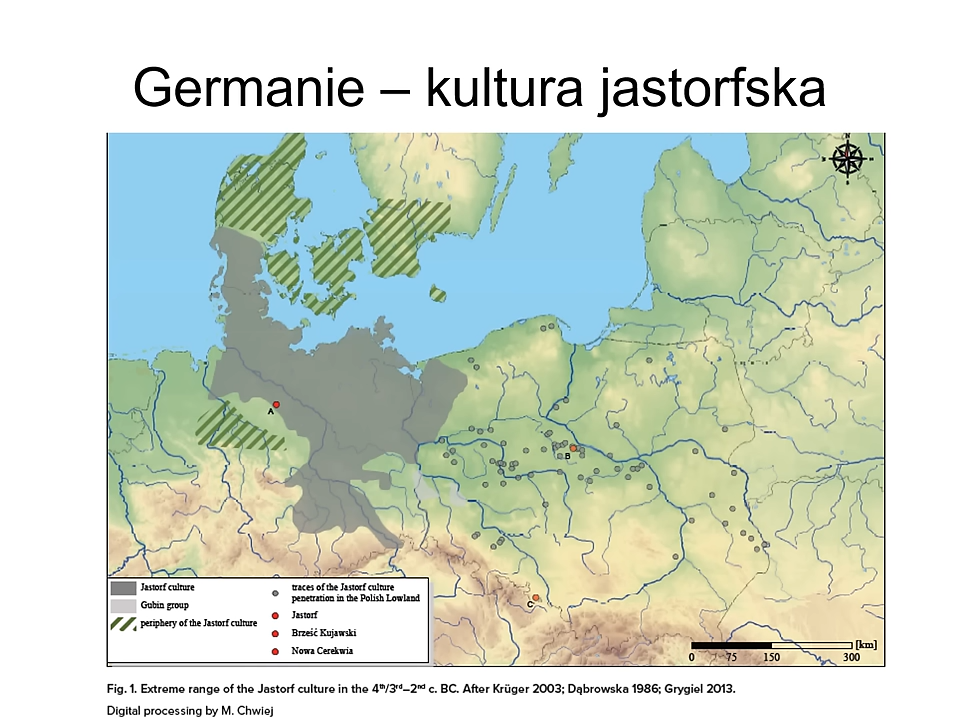 Germanie – kultura jastorfska
N
A
B
C
Jastorf culture
Gubin group
periphery of the Jastorf culture
traces of the Jastorf culture
penetration in the Polish Lowland
Jastorf
Brześć Kujawski
Nowa Cerekwia
[km]
0 75 150 300
Fig. 1. Extreme range of the Jastorf culture in the 4th/3rd–2nd c. BC. After Krüger 2003; Dąbrowska 1986; Grygiel 2013.
Digital processing by M. Chwiej